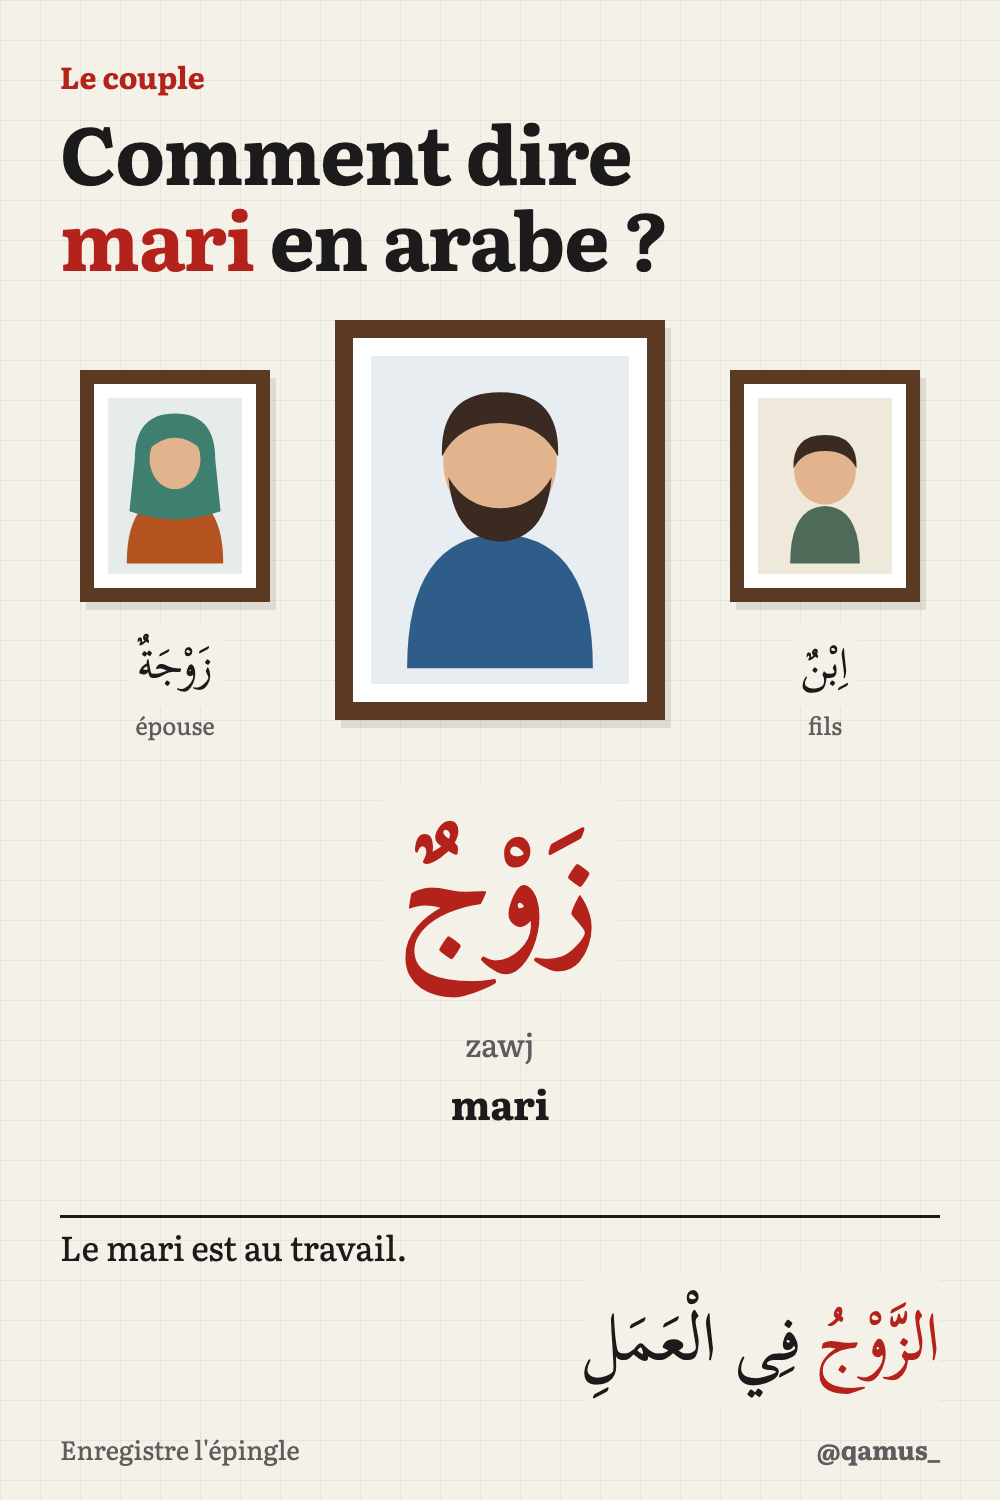 Le couple
Comment dire
mari en arabe ?
زَوْجَةٌ
épouse
اِبْنٌ
fils
زَوْجٌ
zawj
mari
Le mari est au travail.
الزَّوْجُ فِي الْعَمَلِ
Enregistre l'épingle
@qamus_